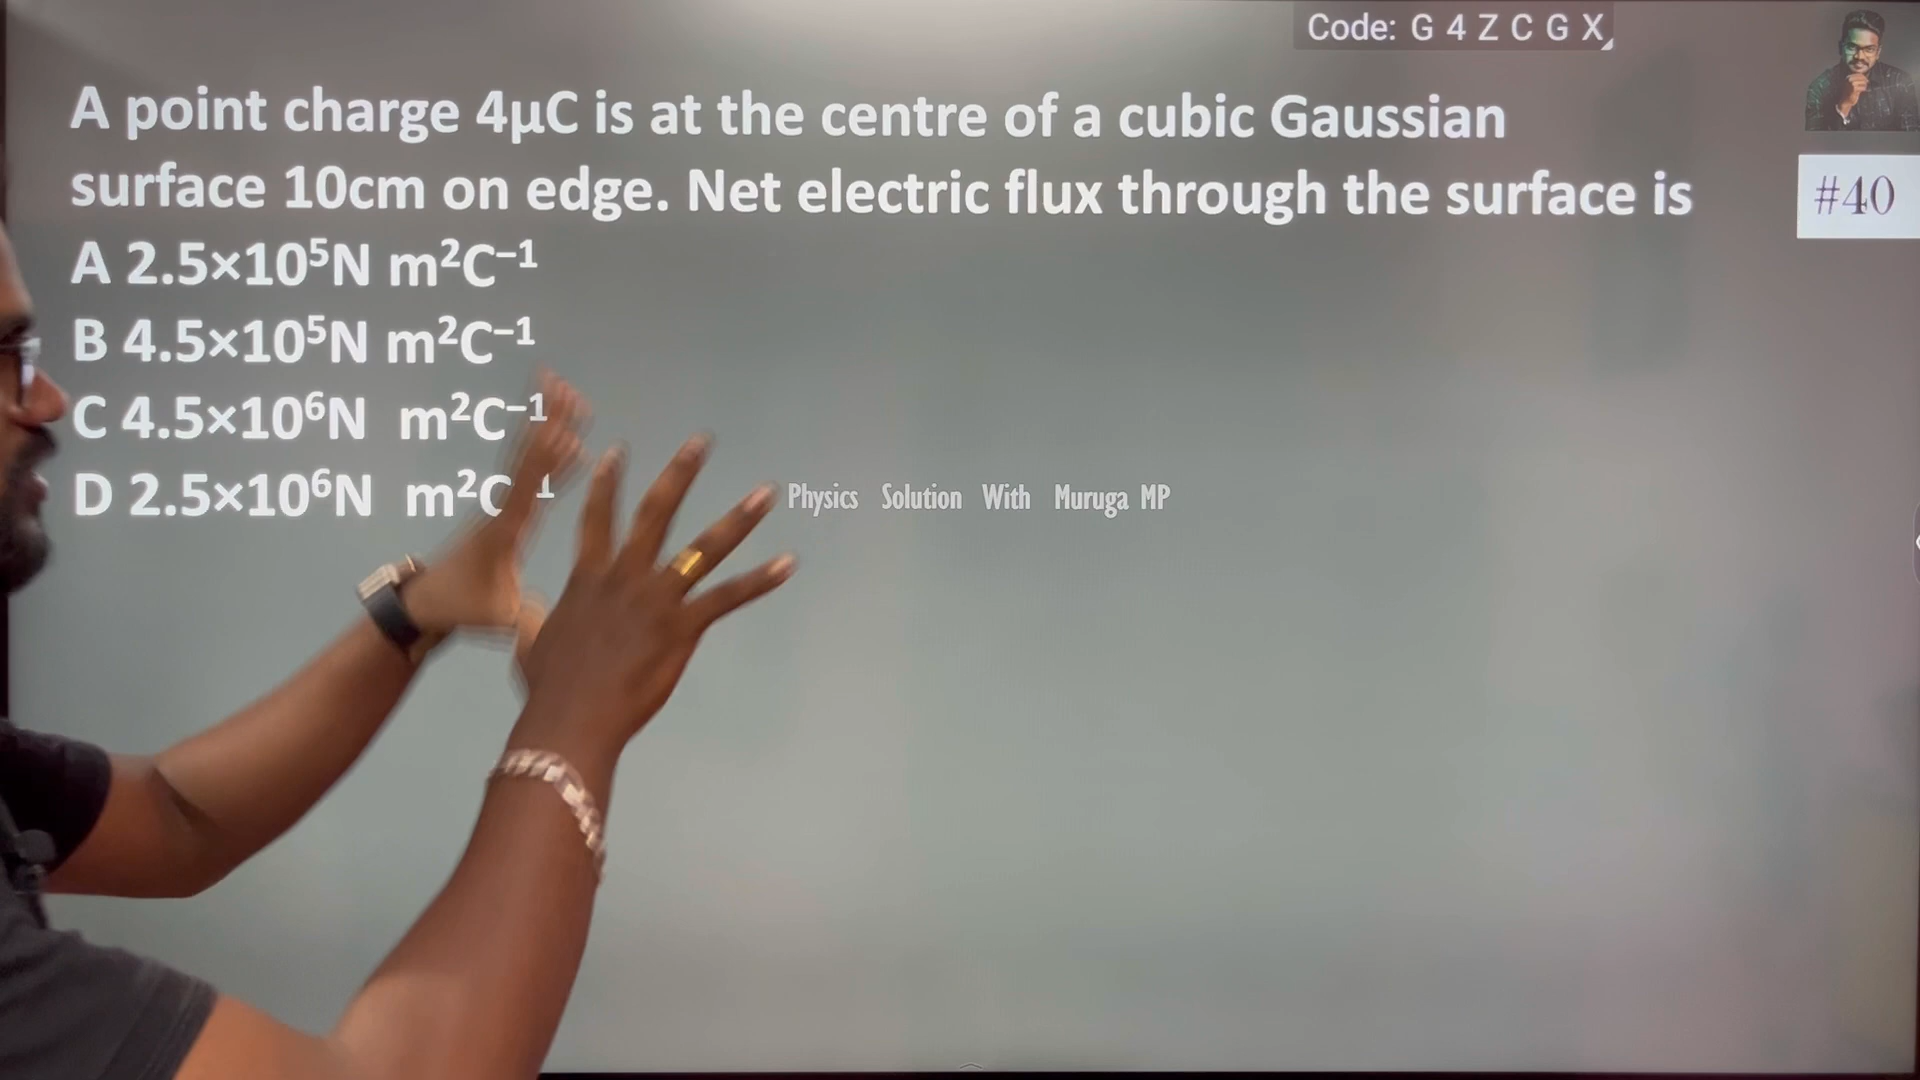 Code: G 4 Z C G X
A point charge 4μC is at the centre of a cubic Gaussian
surface 10cm on edge. Net electric flux through the surface is
#40
A 2.5×10⁵N m²C⁻¹
B 4.5×10⁵N m²C⁻¹
C 4.5×10⁶N m²C⁻¹
D 2.5×10⁶N m²C ¹
Physics Solution With Muruga MP